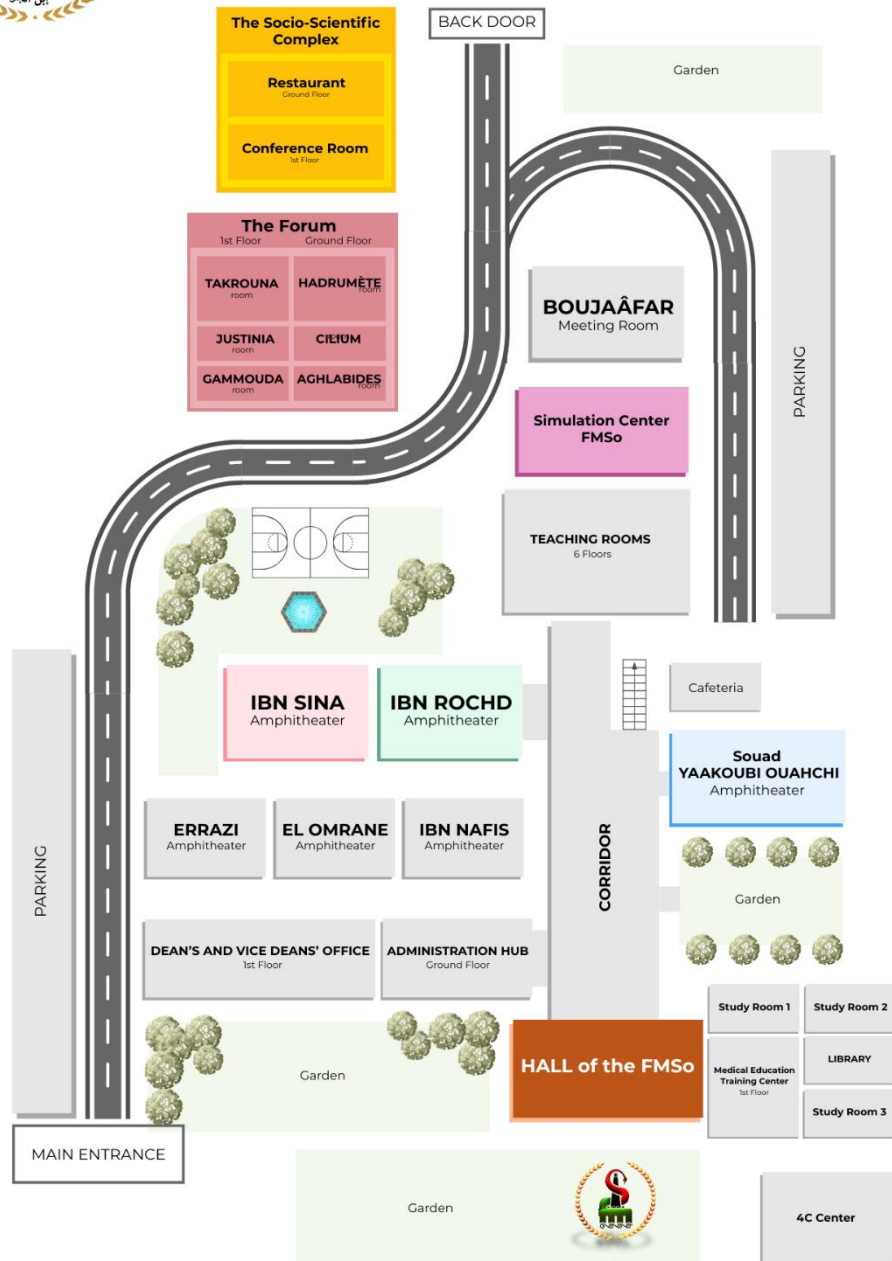 The Socio-Scientific
Complex
Restaurant
Ground Floor
Conference Room
1st Floor
BACK DOOR
Garden
The Forum
1st Floor
Ground Floor
TAKROUNA
room
HADRUMÈTE
room
JUSTINIA
room
CILIUM
GAMMOUDA
room
AGHLABIDES
room
BOUJAÂFAR
Meeting Room
PARKING
Simulation Center
FMSo
TEACHING ROOMS
6 Floors
IBN SINA
Amphitheater
IBN ROCHD
Amphitheater
Cafeteria
Souad
YAAKOUBI OUAHCHI
Amphitheater
ERRAZI
Amphitheater
EL OMRANE
Amphitheater
IBN NAFIS
Amphitheater
CORRIDOR
PARKING
Garden
DEAN'S AND VICE DEANS' OFFICE
1st Floor
ADMINISTRATION HUB
Ground Floor
Study Room 1
Study Room 2
HALL of the FMSo
Medical Education
Training Center
1st Floor
LIBRARY
Study Room 3
Garden
MAIN ENTRANCE
Garden
4C Center